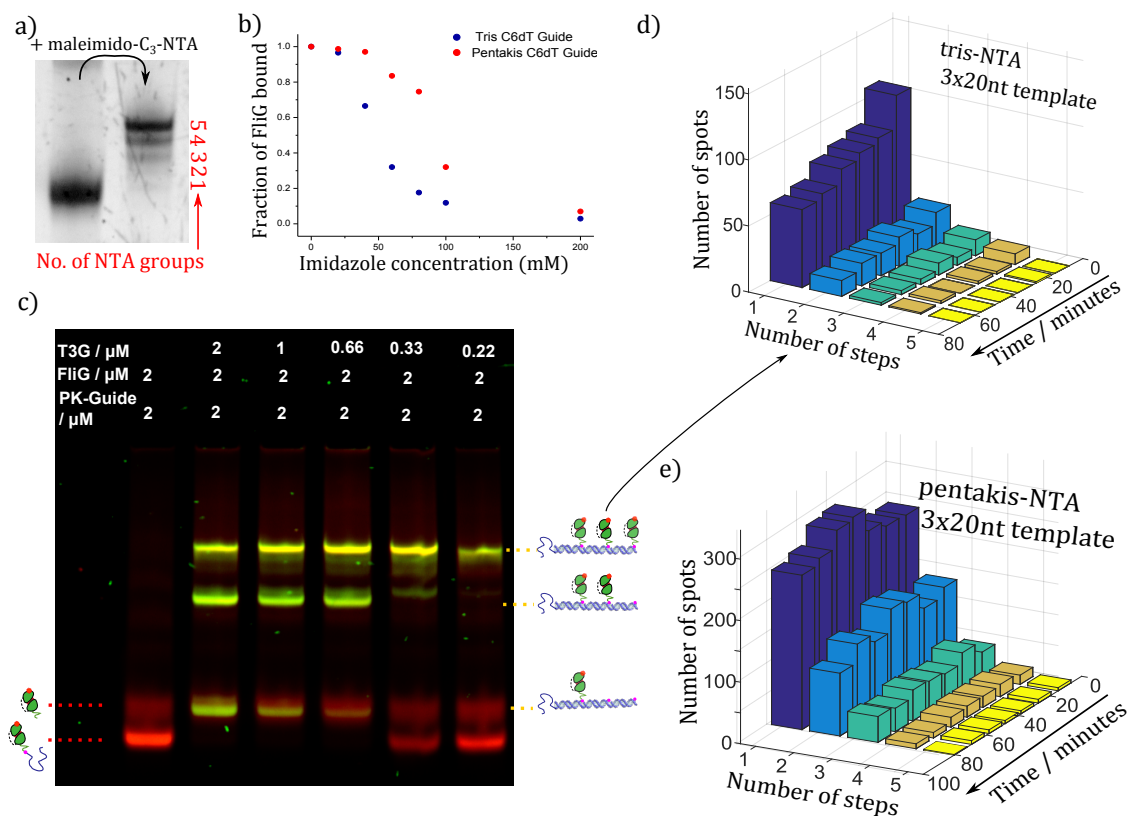 a)
+ maleimido-C3-NTA
5 4 3 2 1
No. of NTA groups
b)
Tris C6dT Guide
Pentakis C6dT Guide
Fraction of FliG bound
1.0
0.8
0.6
0.4
0.2
0.0
0 50 100 150 200
Imidazole concentration (mM)
c)
T3G / µM 2 1 0.66 0.33 0.22
FliG / µM 2 2 2 2 2 2
PK-Guide
/ µM 2 2 2 2 2 2
d)
tris-NTA
3x20nt template
Number of spots
150
100
50
0
1 2 3 4 5
Number of steps
0 20 40 60 80
Time / minutes
e)
pentakis-NTA
3x20nt template
Number of spots
300
200
100
0
1 2 3 4 5
Number of steps
0 20 40 60 80 100
Time / minutes